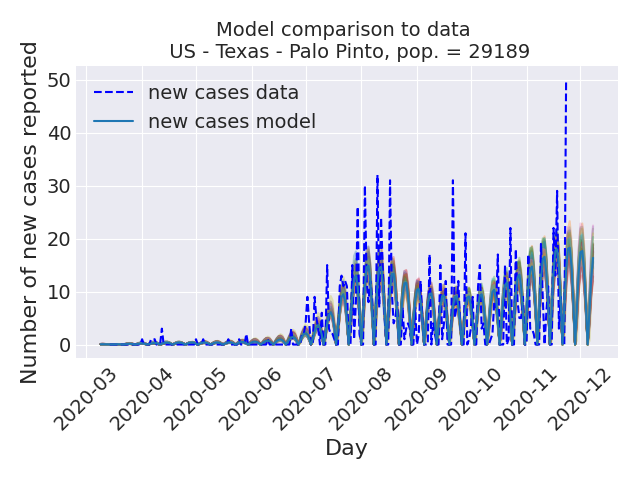 Model comparison to data
US - Texas - Palo Pinto, pop. = 29189
Number of new cases reported
50
40
30
20
10
0
new cases data
new cases model
2020-03
2020-04
2020-05
2020-06
2020-07
2020-08
2020-09
2020-10
2020-11
2020-12
Day